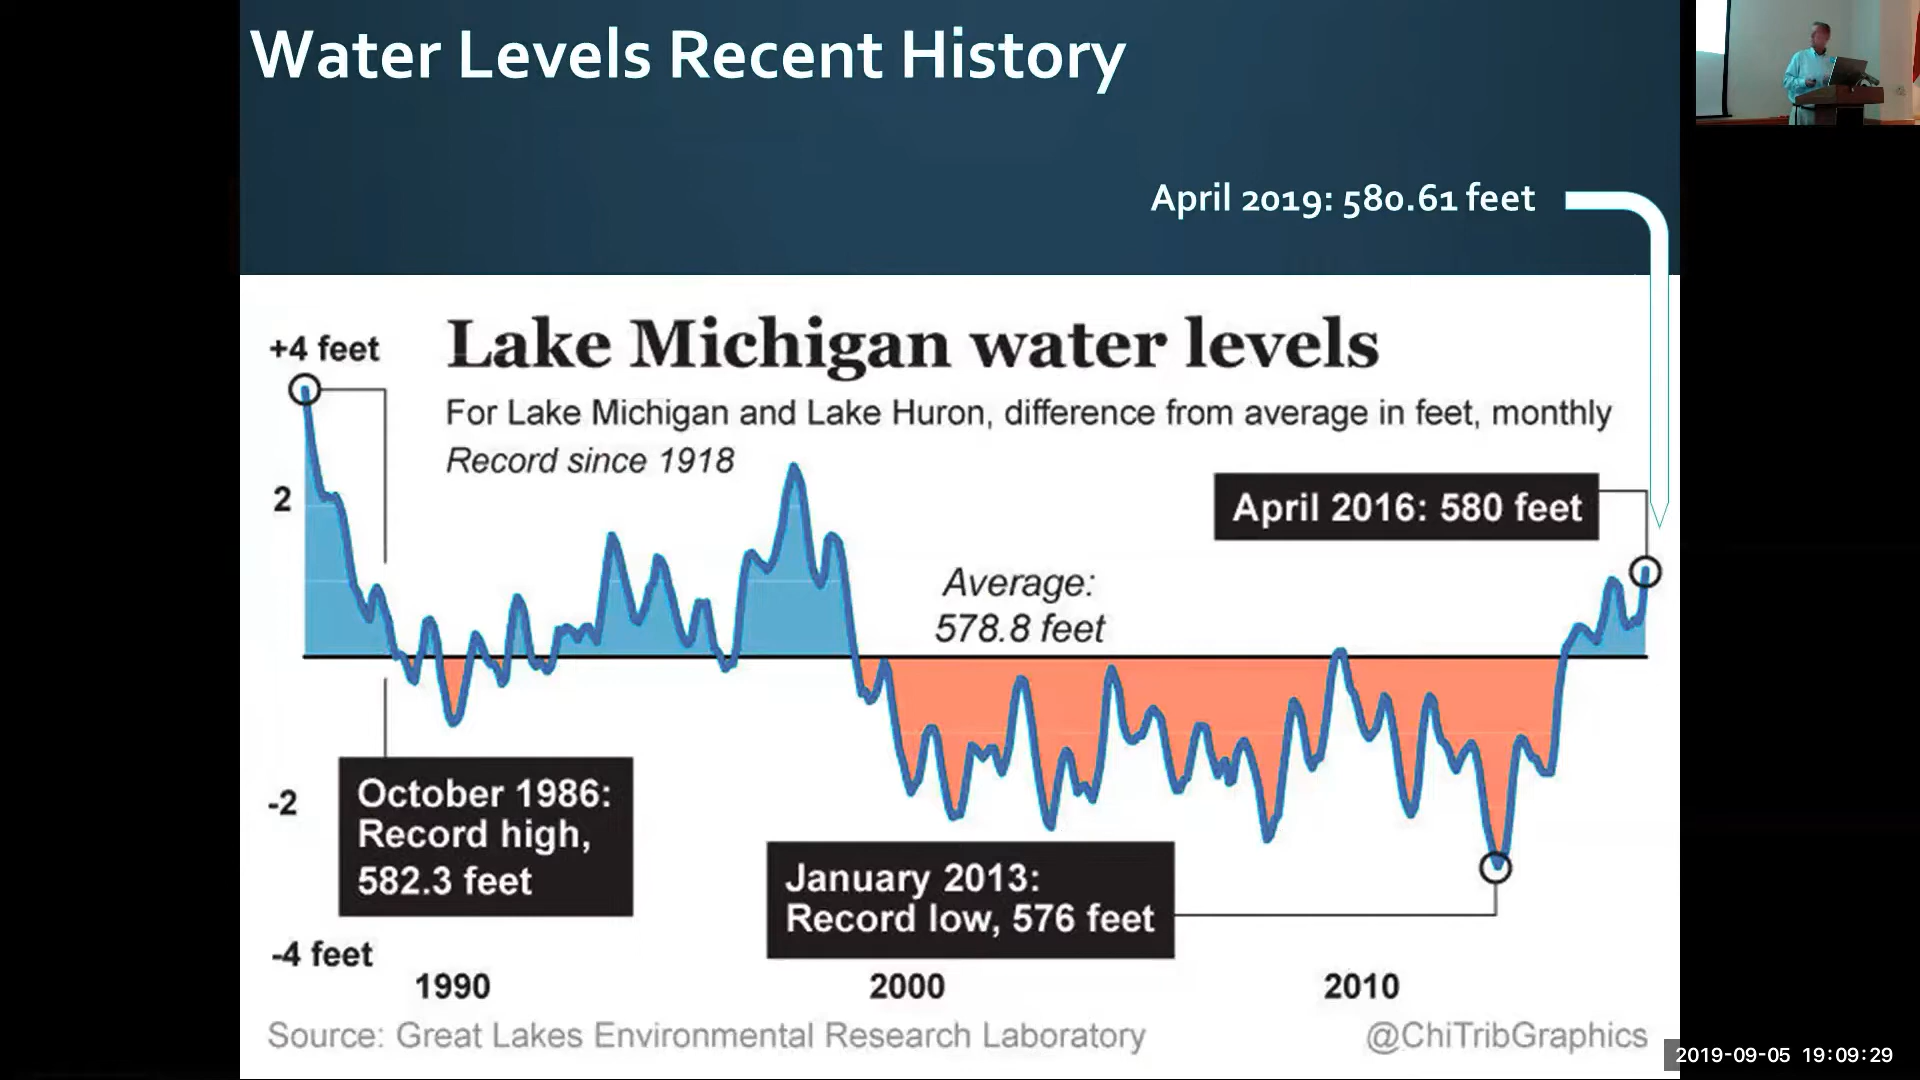 Water Levels Recent History
April 2019: 580.61 feet
Lake Michigan water levels
For Lake Michigan and Lake Huron, difference from average in feet, monthly
Record since 1918
+4 feet
2
April 2016: 580 feet
Average:
578.8 feet
-2
October 1986:
Record high,
582.3 feet
January 2013:
Record low, 576 feet
-4 feet
1990
2000
2010
Source: Great Lakes Environmental Research Laboratory
@ChiTribGraphics
2019-09-05 19:09:29